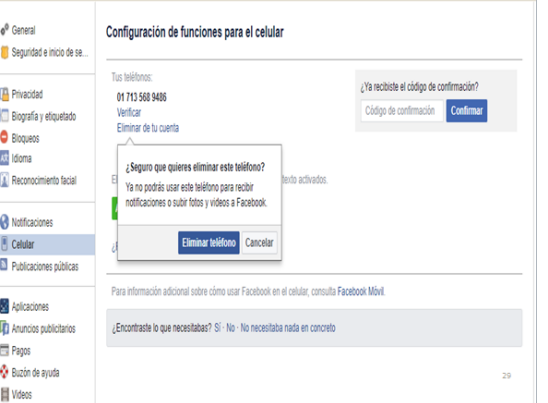 General
Seguridad e inicio de se...
Privacidad
Biografía y etiquetado
Bloqueos
Idioma
Reconocimiento facial
Notificaciones
Celular
Publicaciones públicas
Aplicaciones
Anuncios publicitarios
Pagos
Buzón de ayuda
Videos
Configuración de funciones para el celular
Tus teléfonos:
01 713 568 9486
Verificar
Eliminar de tu cuenta
¿Ya recibiste el código de confirmación?
Código de confirmación Confirmar
¿Seguro que quieres eliminar este teléfono?
Ya no podrás usar este teléfono para recibir
notificaciones o subir fotos y videos a Facebook.
Eliminar teléfono Cancelar
texto activados.
Para información adicional sobre cómo usar Facebook en el celular, consulta Facebook Móvil.
¿Encontraste lo que necesitabas? Sí · No · No necesitaba nada en concreto
29